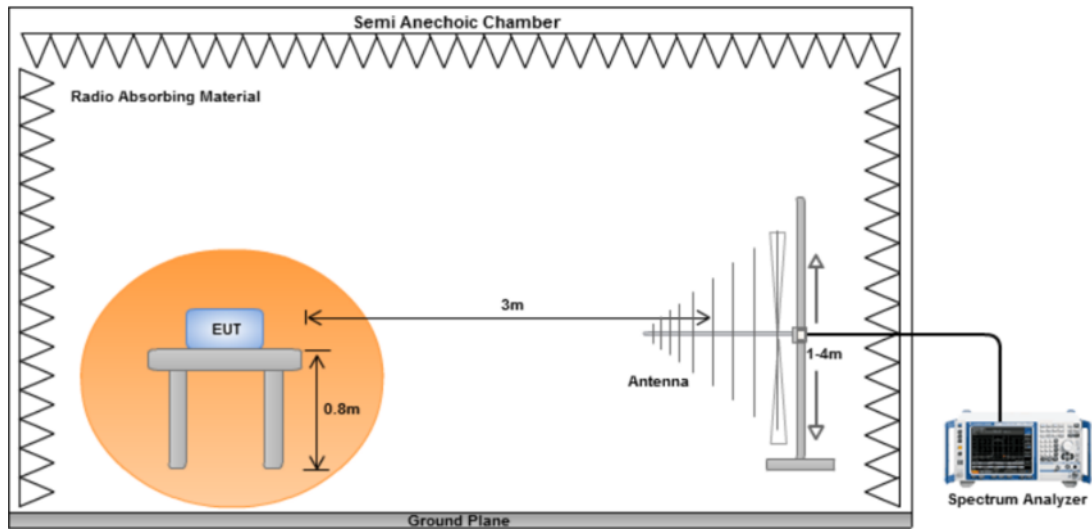 Semi Anechoic Chamber
Radio Absorbing Material
3m
EUT
1-4m
Antenna
0.8m
Spectrum Analyzer
Ground Plane